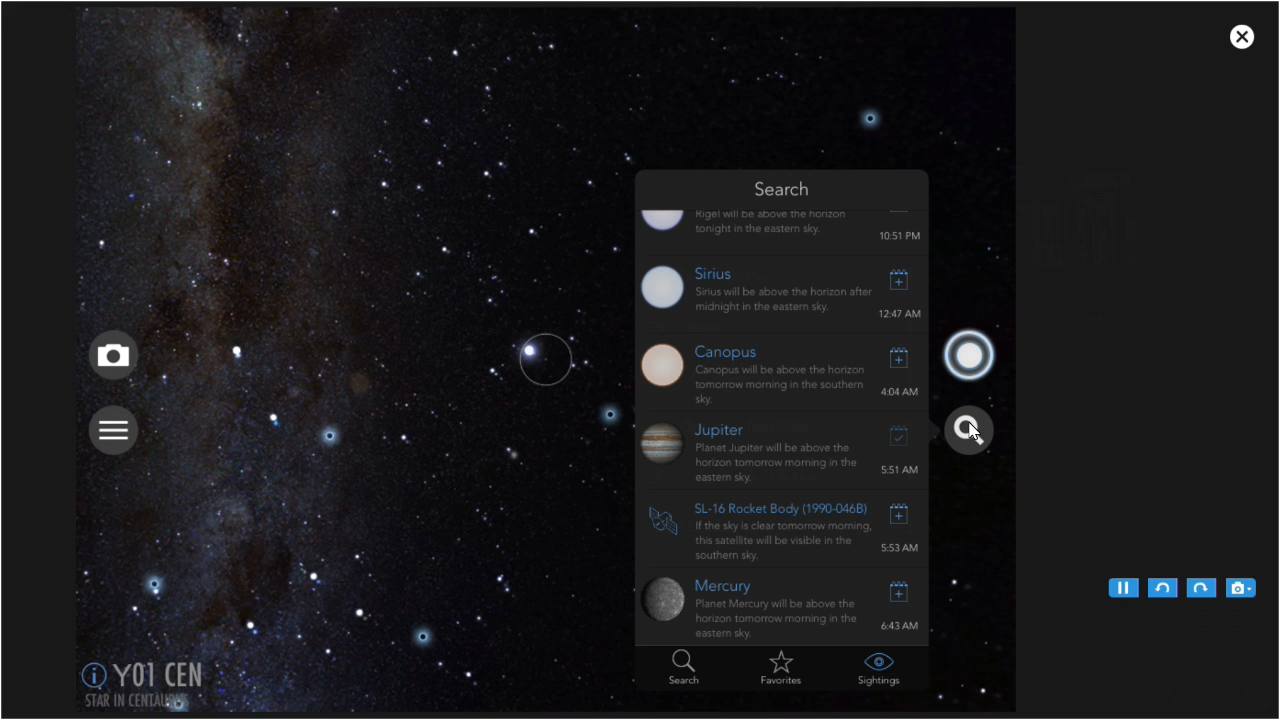 Search
Rigel will be above the horizon
tonight in the eastern sky.
10:51 PM
Sirius
Sirius will be above the horizon after
midnight in the eastern sky.
12:47 AM
Canopus
Canopus will be above the horizon
tomorrow morning in the southern
sky.
4:04 AM
Jupiter
Planet Jupiter will be above the
horizon tomorrow morning in the
eastern sky.
5:51 AM
SL-16 Rocket Body (1990-046B)
If the sky is clear tomorrow morning,
this satellite will be visible in the
southern sky.
5:53 AM
Mercury
Planet Mercury will be above the
horizon tomorrow morning in the
eastern sky.
6:43 AM
Search
Favorites
Sightings
Y01 CEN
STAR IN CENTAURUS